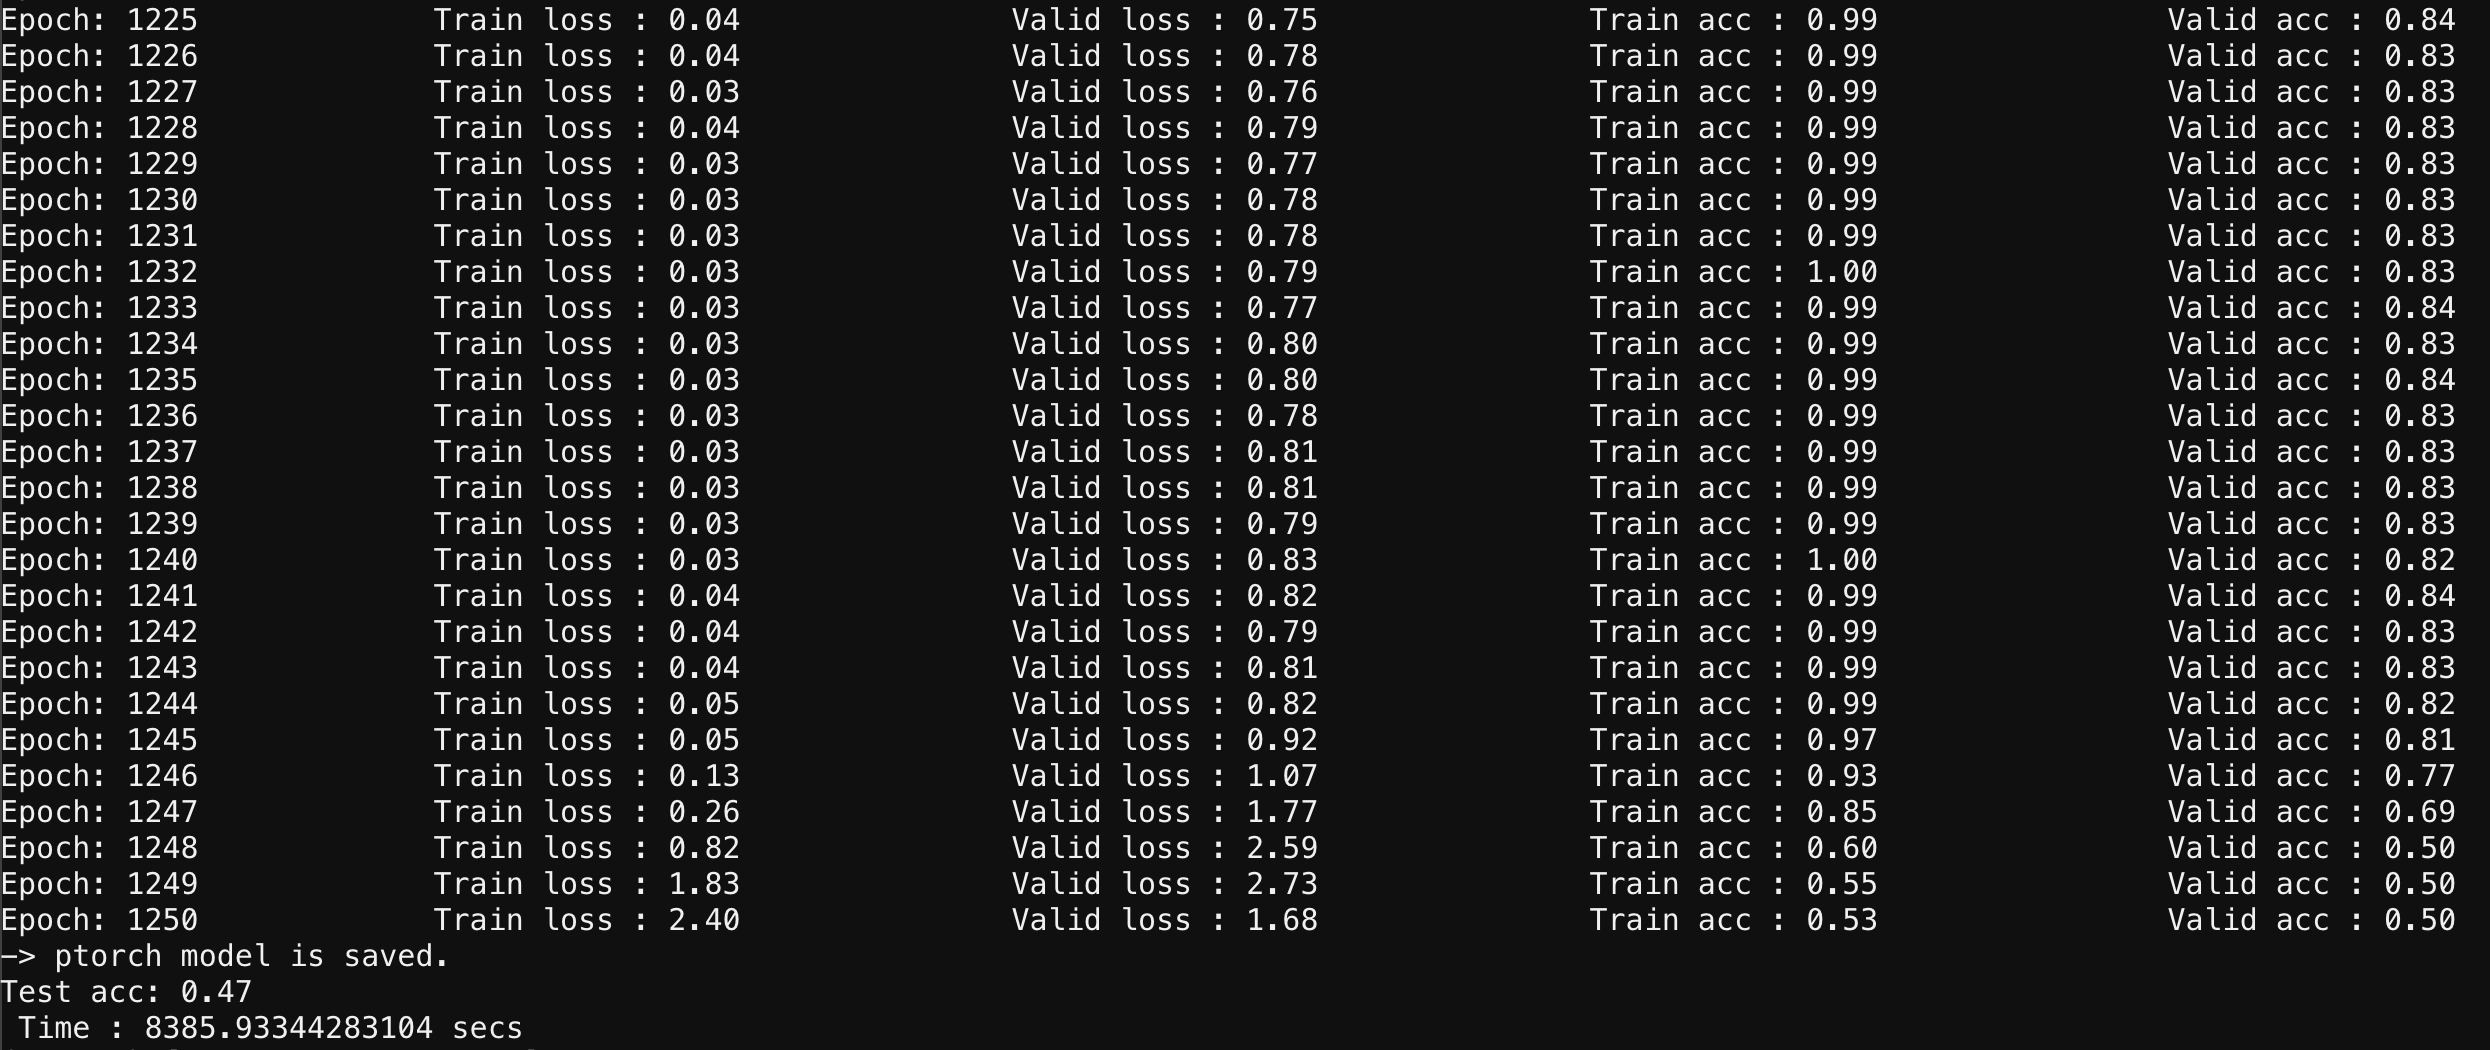 Epoch: 1225 Train loss : 0.04 Valid loss : 0.75 Train acc : 0.99 Valid acc : 0.84
Epoch: 1226 Train loss : 0.04 Valid loss : 0.78 Train acc : 0.99 Valid acc : 0.83
Epoch: 1227 Train loss : 0.03 Valid loss : 0.76 Train acc : 0.99 Valid acc : 0.83
Epoch: 1228 Train loss : 0.04 Valid loss : 0.79 Train acc : 0.99 Valid acc : 0.83
Epoch: 1229 Train loss : 0.03 Valid loss : 0.77 Train acc : 0.99 Valid acc : 0.83
Epoch: 1230 Train loss : 0.03 Valid loss : 0.78 Train acc : 0.99 Valid acc : 0.83
Epoch: 1231 Train loss : 0.03 Valid loss : 0.78 Train acc : 0.99 Valid acc : 0.83
Epoch: 1232 Train loss : 0.03 Valid loss : 0.79 Train acc : 1.00 Valid acc : 0.83
Epoch: 1233 Train loss : 0.03 Valid loss : 0.77 Train acc : 0.99 Valid acc : 0.84
Epoch: 1234 Train loss : 0.03 Valid loss : 0.80 Train acc : 0.99 Valid acc : 0.83
Epoch: 1235 Train loss : 0.03 Valid loss : 0.80 Train acc : 0.99 Valid acc : 0.84
Epoch: 1236 Train loss : 0.03 Valid loss : 0.78 Train acc : 0.99 Valid acc : 0.83
Epoch: 1237 Train loss : 0.03 Valid loss : 0.81 Train acc : 0.99 Valid acc : 0.83
Epoch: 1238 Train loss : 0.03 Valid loss : 0.81 Train acc : 0.99 Valid acc : 0.83
Epoch: 1239 Train loss : 0.03 Valid loss : 0.79 Train acc : 0.99 Valid acc : 0.83
Epoch: 1240 Train loss : 0.03 Valid loss : 0.83 Train acc : 1.00 Valid acc : 0.82
Epoch: 1241 Train loss : 0.04 Valid loss : 0.82 Train acc : 0.99 Valid acc : 0.84
Epoch: 1242 Train loss : 0.04 Valid loss : 0.79 Train acc : 0.99 Valid acc : 0.83
Epoch: 1243 Train loss : 0.04 Valid loss : 0.81 Train acc : 0.99 Valid acc : 0.83
Epoch: 1244 Train loss : 0.05 Valid loss : 0.82 Train acc : 0.99 Valid acc : 0.82
Epoch: 1245 Train loss : 0.05 Valid loss : 0.92 Train acc : 0.97 Valid acc : 0.81
Epoch: 1246 Train loss : 0.13 Valid loss : 1.07 Train acc : 0.93 Valid acc : 0.77
Epoch: 1247 Train loss : 0.26 Valid loss : 1.77 Train acc : 0.85 Valid acc : 0.69
Epoch: 1248 Train loss : 0.82 Valid loss : 2.59 Train acc : 0.60 Valid acc : 0.50
Epoch: 1249 Train loss : 1.83 Valid loss : 2.73 Train acc : 0.55 Valid acc : 0.50
Epoch: 1250 Train loss : 2.40 Valid loss : 1.68 Train acc : 0.53 Valid acc : 0.50
—> ptorch model is saved.
Test acc: 0.47
Time : 8385.93344283104 secs